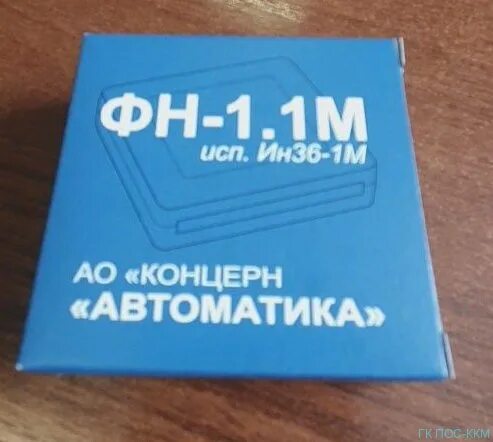 ФН-1.1М
исп. Ин36-1М
АО «КОНЦЕРН
«АВТОМАТИКА»
ГК ПОС-ККМ